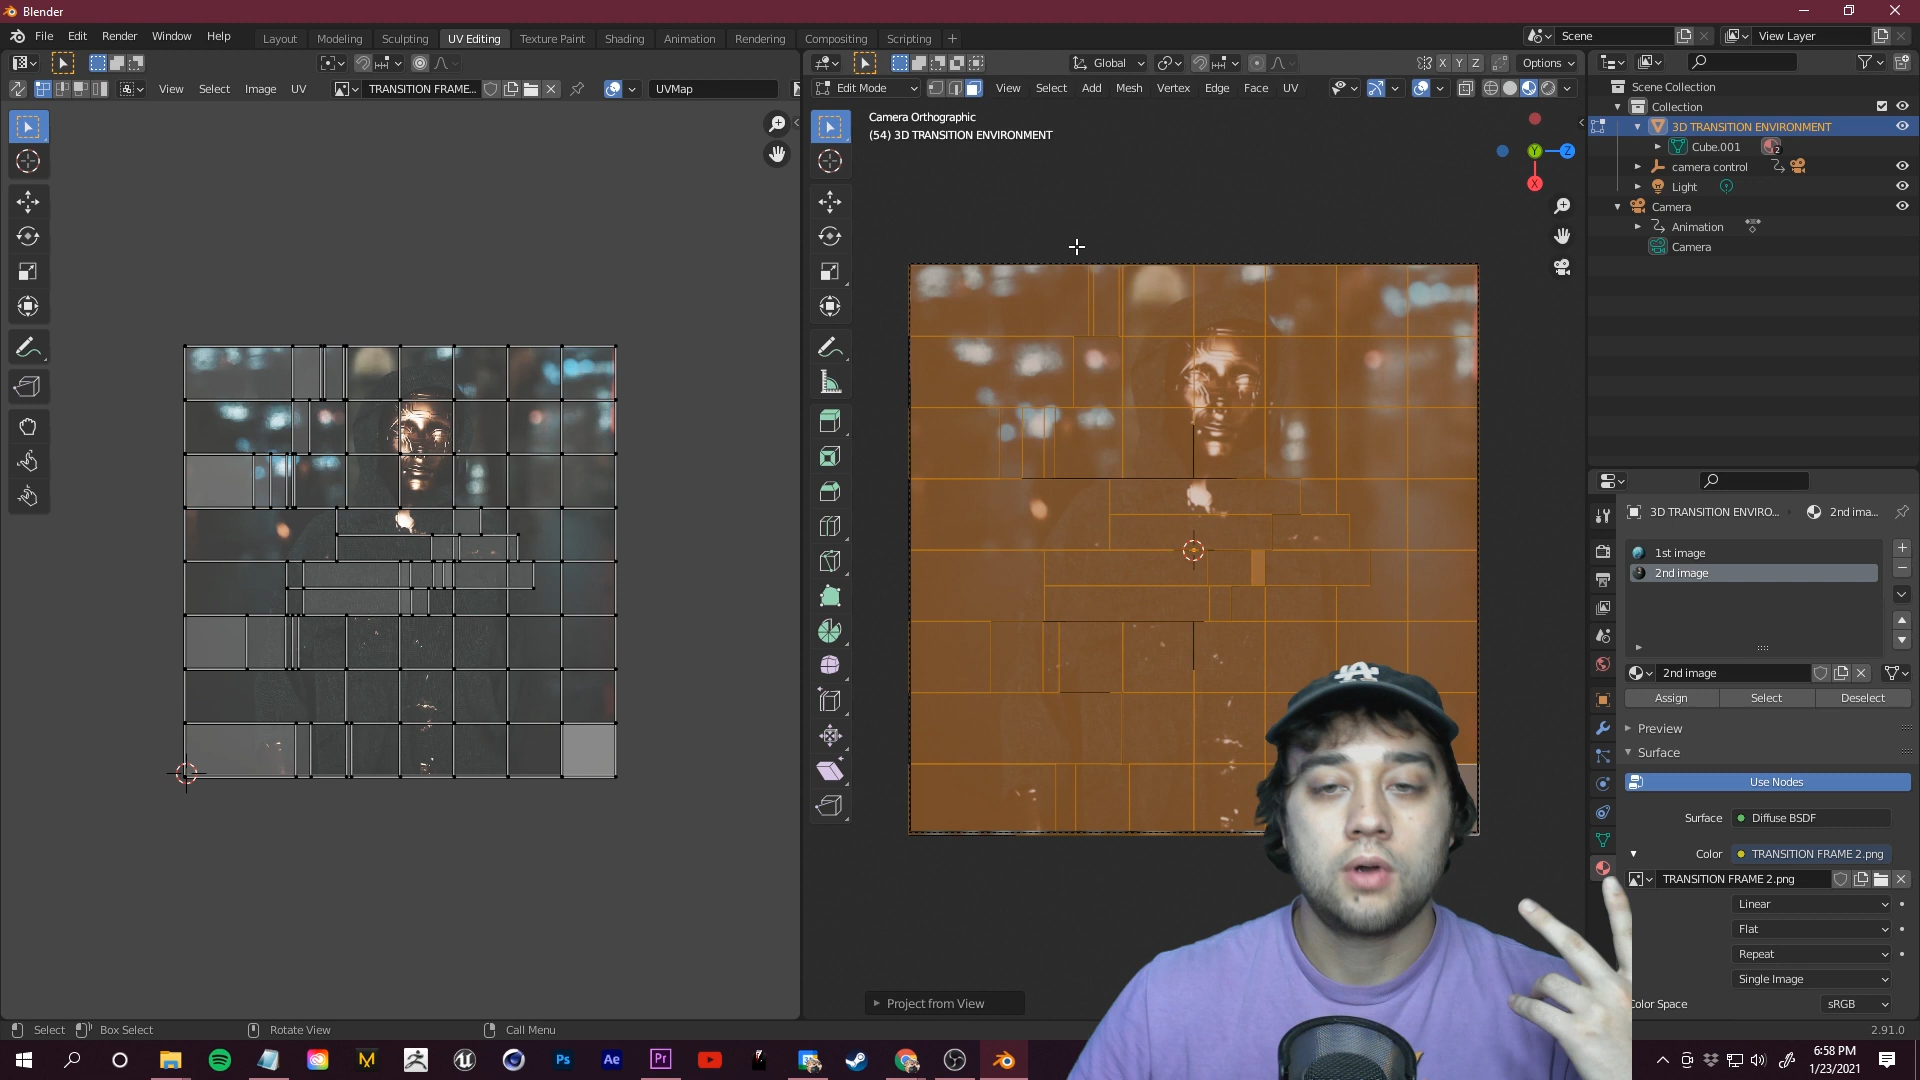 Blender
File Edit Render Window Help
Layout Modeling Sculpting UV Editing Texture Paint Shading Animation Rendering Compositing Scripting +
Scene
View Layer
Global
X Y Z
Options
View Select Image UV
TRANSITION FRAME...
UVMap
Edit Mode
View Select Add Mesh Vertex Edge Face UV
Camera Orthographic
(54) 3D TRANSITION ENVIRONMENT
Y
Z
X
Scene Collection
Collection
3D TRANSITION ENVIRONMENT
Cube.001
2
camera control
Light
Camera
Animation
Camera
3D TRANSITION ENVIRO...
2nd ima...
1st image
2nd image
2nd image
Assign Select Deselect
Preview
Surface
Use Nodes
Surface Diffuse BSDF
Color TRANSITION FRAME 2.png
TRANSITION FRAME 2.png
Linear
Flat
Repeat
Single Image
Color Space sRGB
Project from View
LA
Select Box Select Rotate View Call Menu
2.91.0
M
Ps
Ae
Pr
6:58 PM
1/23/2021